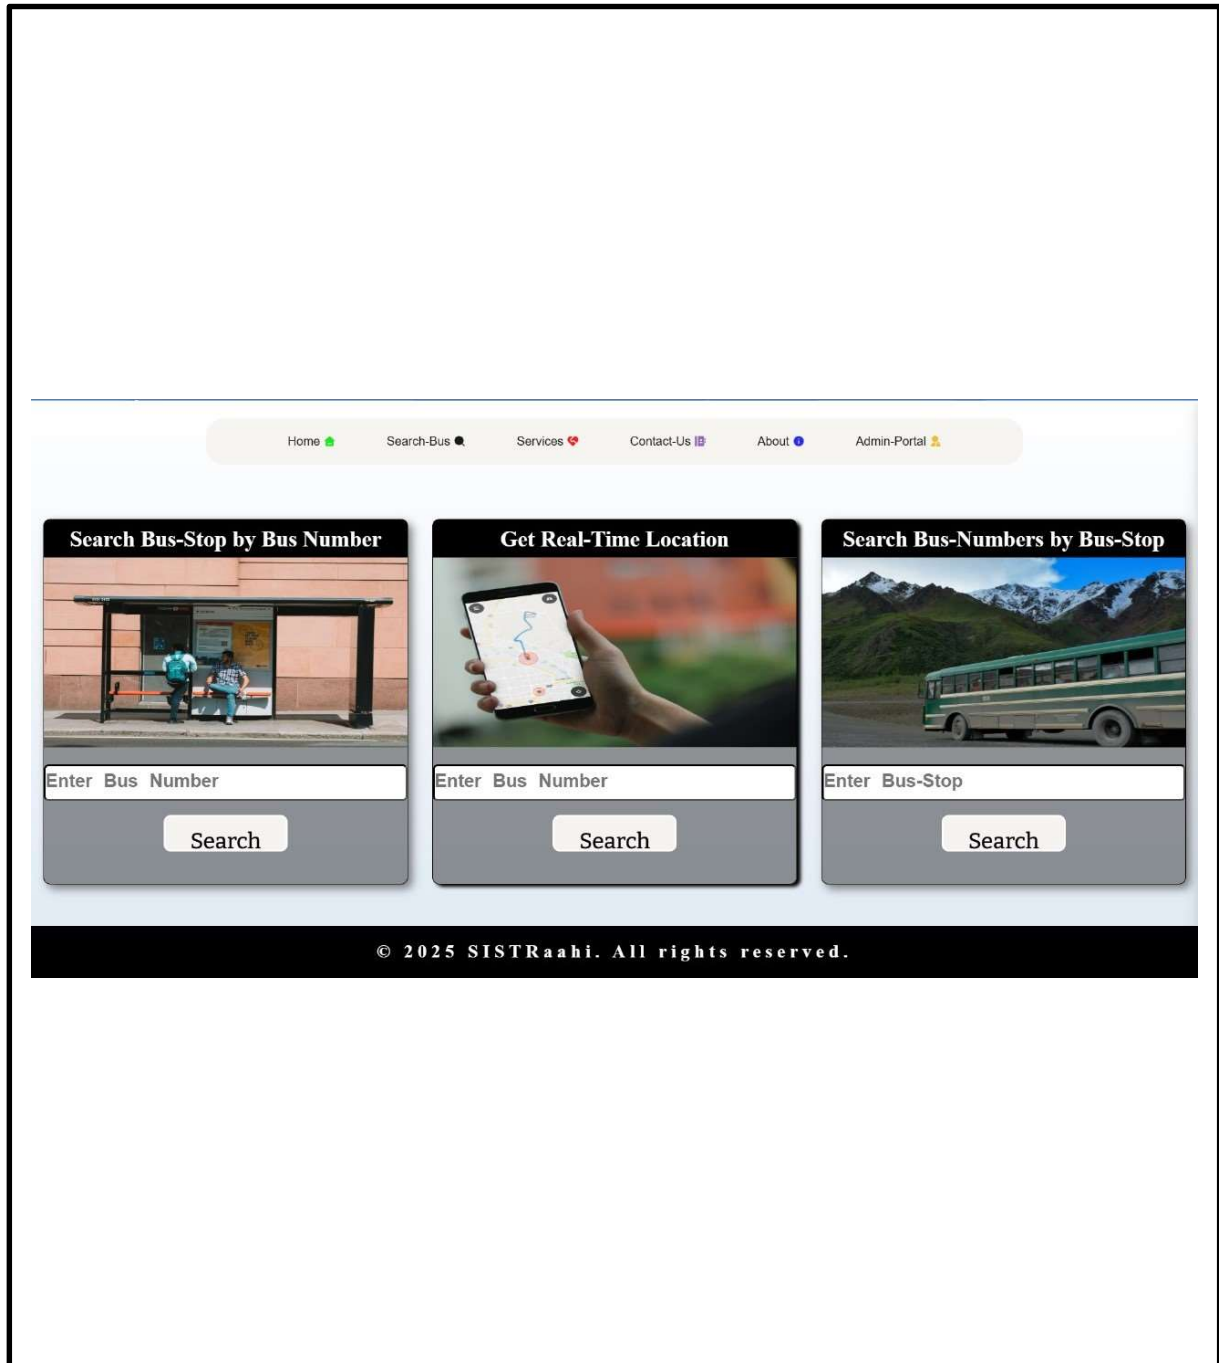 Home Search-Bus Services Contact-Us About Admin-Portal
Search Bus-Stop by Bus Number
Get Real-Time Location
Search Bus-Numbers by Bus-Stop
Enter Bus Number
Enter Bus Number
Enter Bus-Stop
Search
Search
Search
© 2025 SISTRaahi. All rights reserved.